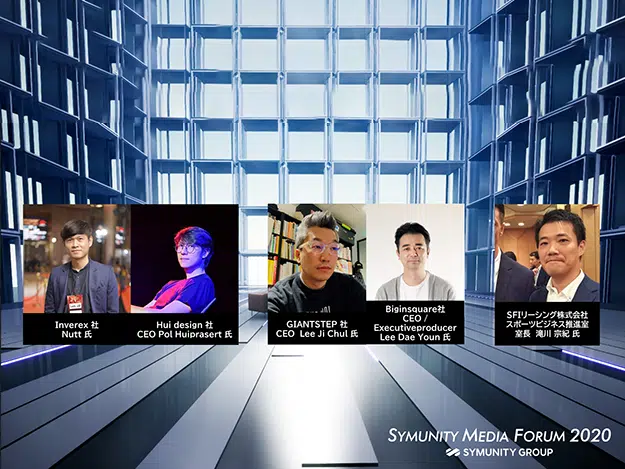 Inverex 社
Nutt 氏
Hui design 社
CEO Pol Huiprasert 氏
GIANTSTEP 社
CEO Lee Ji Chul 氏
Biginsquare社
CEO /
Executiveproducer
Lee Dae Youn 氏
SFIリーシング株式会社
スポーツビジネス推進室
室長 滝川 宗紀 氏
SYMUNITY MEDIA FORUM 2020
SYMUNITY GROUP